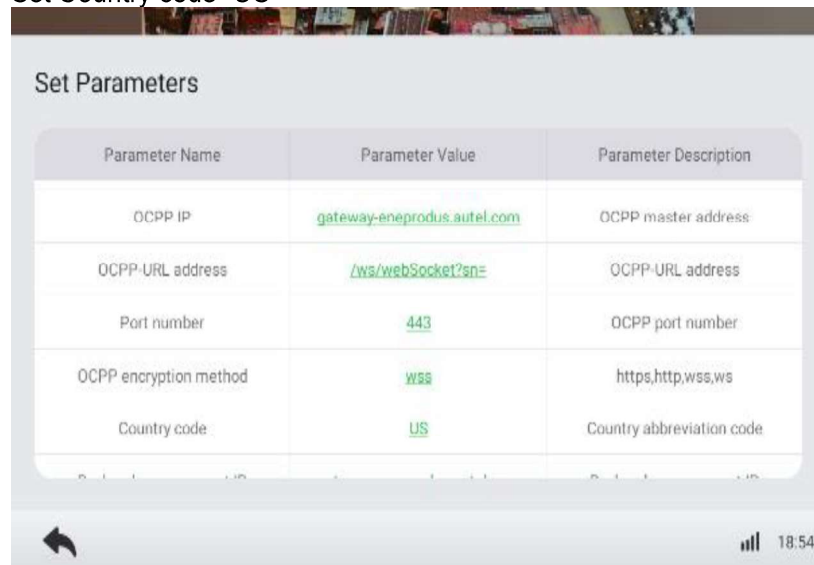 Set Parameters
Parameter Name Parameter Value Parameter Description
OCPP IP gateway-eneprodus.autel.com OCPP master address
OCPP-URL address /ws/webSocket?sn= OCPP-URL address
Port number 443 OCPP port number
OCPP encryption method wss https,http,wss,ws
Country code US Country abbreviation code
18:54